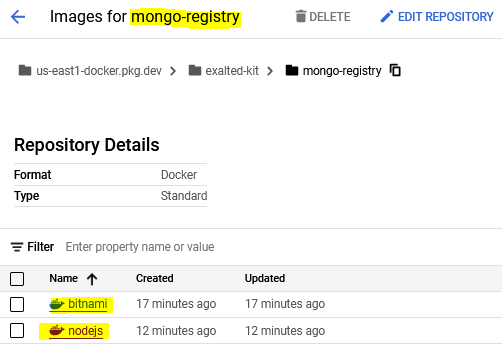 Images for mongo-registry DELETE EDIT REPOSITORY
us-east1-docker.pkg.dev exalted-kit mongo-registry
Repository Details
Format Docker
Type Standard
Filter Enter property name or value
Name Created Updated
bitnami 17 minutes ago 17 minutes ago
nodejs 12 minutes ago 12 minutes ago